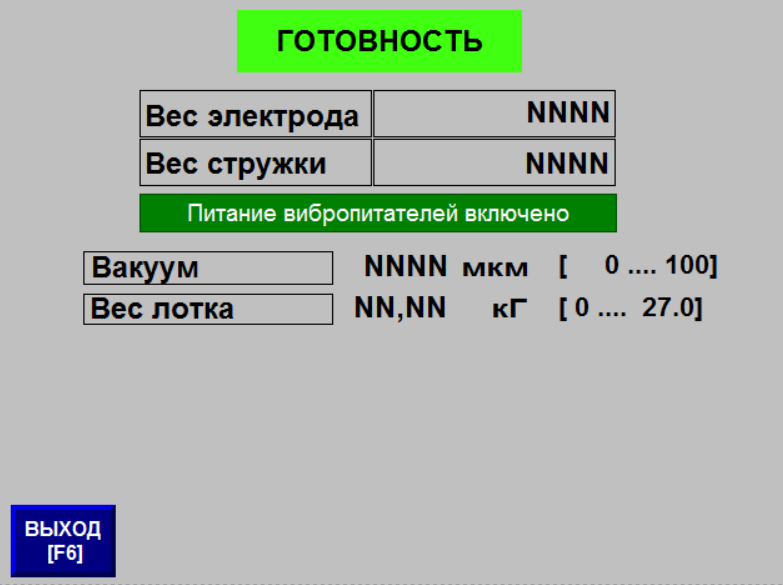 ГОТОВНОСТЬ
Вес электрода NNNN
Вес стружки NNNN
Питание вибропитателей включено
Вакуум NNNN мкм [ 0 .... 100]
Вес лотка NN,NN кГ [ 0 .... 27.0]
ВЫХОД
[F6]